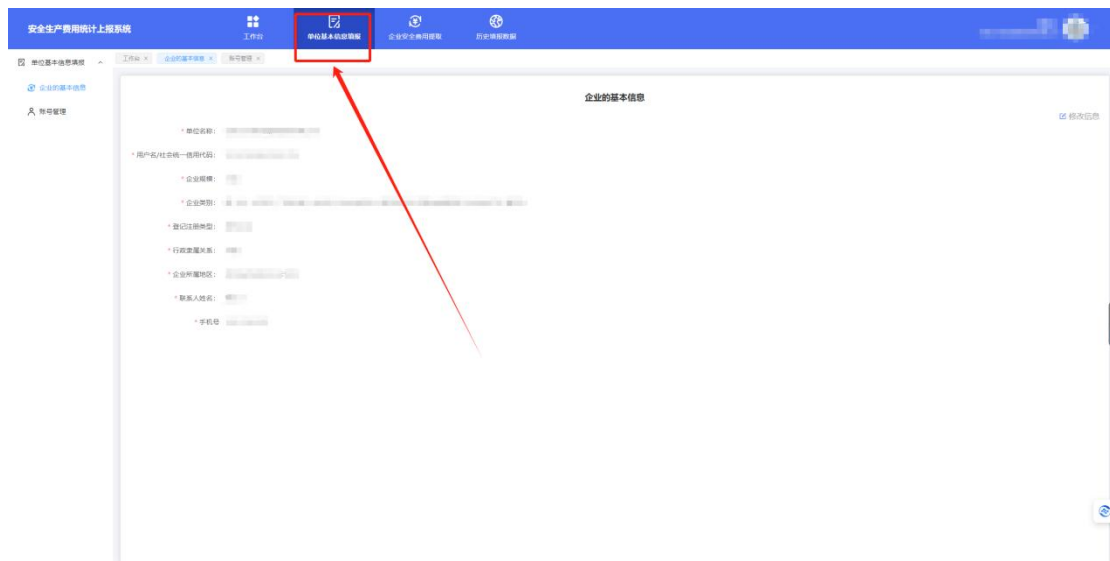 安全生产费用统计上报系统
工作台
单位基本信息填报
企业安全费用提取
历史填报数据
单位基本信息填报
工作台 ×
企业的基本信息 ×
账号管理 ×
企业的基本信息
账号管理
企业的基本信息
修改信息
* 单位名称:
* 用户名/社会统一信用代码:
* 企业规模:
* 企业类别:
* 登记注册类型:
* 行政隶属关系:
* 企业所属地区:
* 联系人姓名:
* 手机号